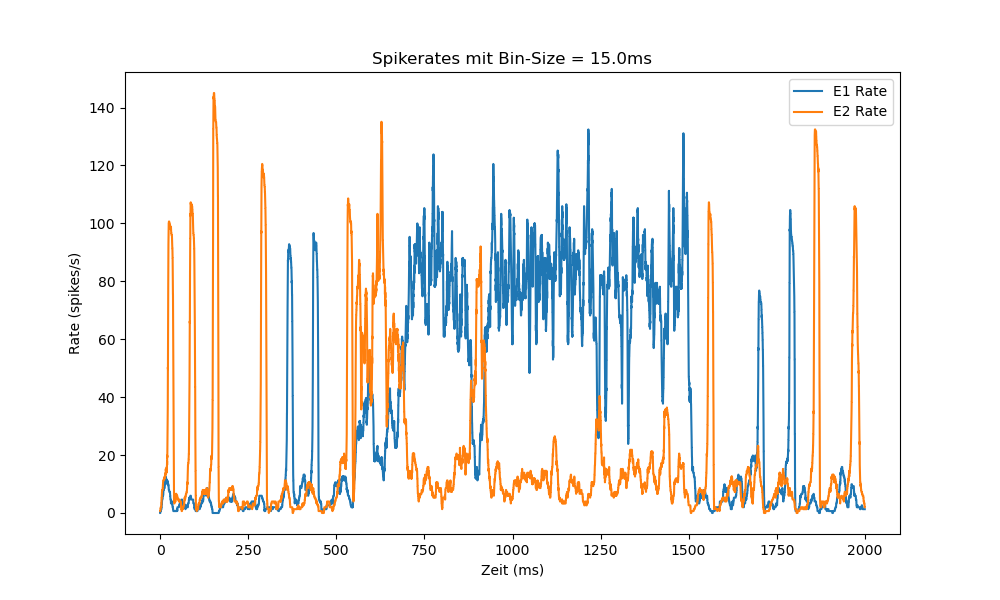 Spikerates mit Bin-Size = 15.0ms
E1 Rate
E2 Rate
Rate (spikes/s)
140
120
100
80
60
40
20
0
0 250 500 750 1000 1250 1500 1750 2000
Zeit (ms)